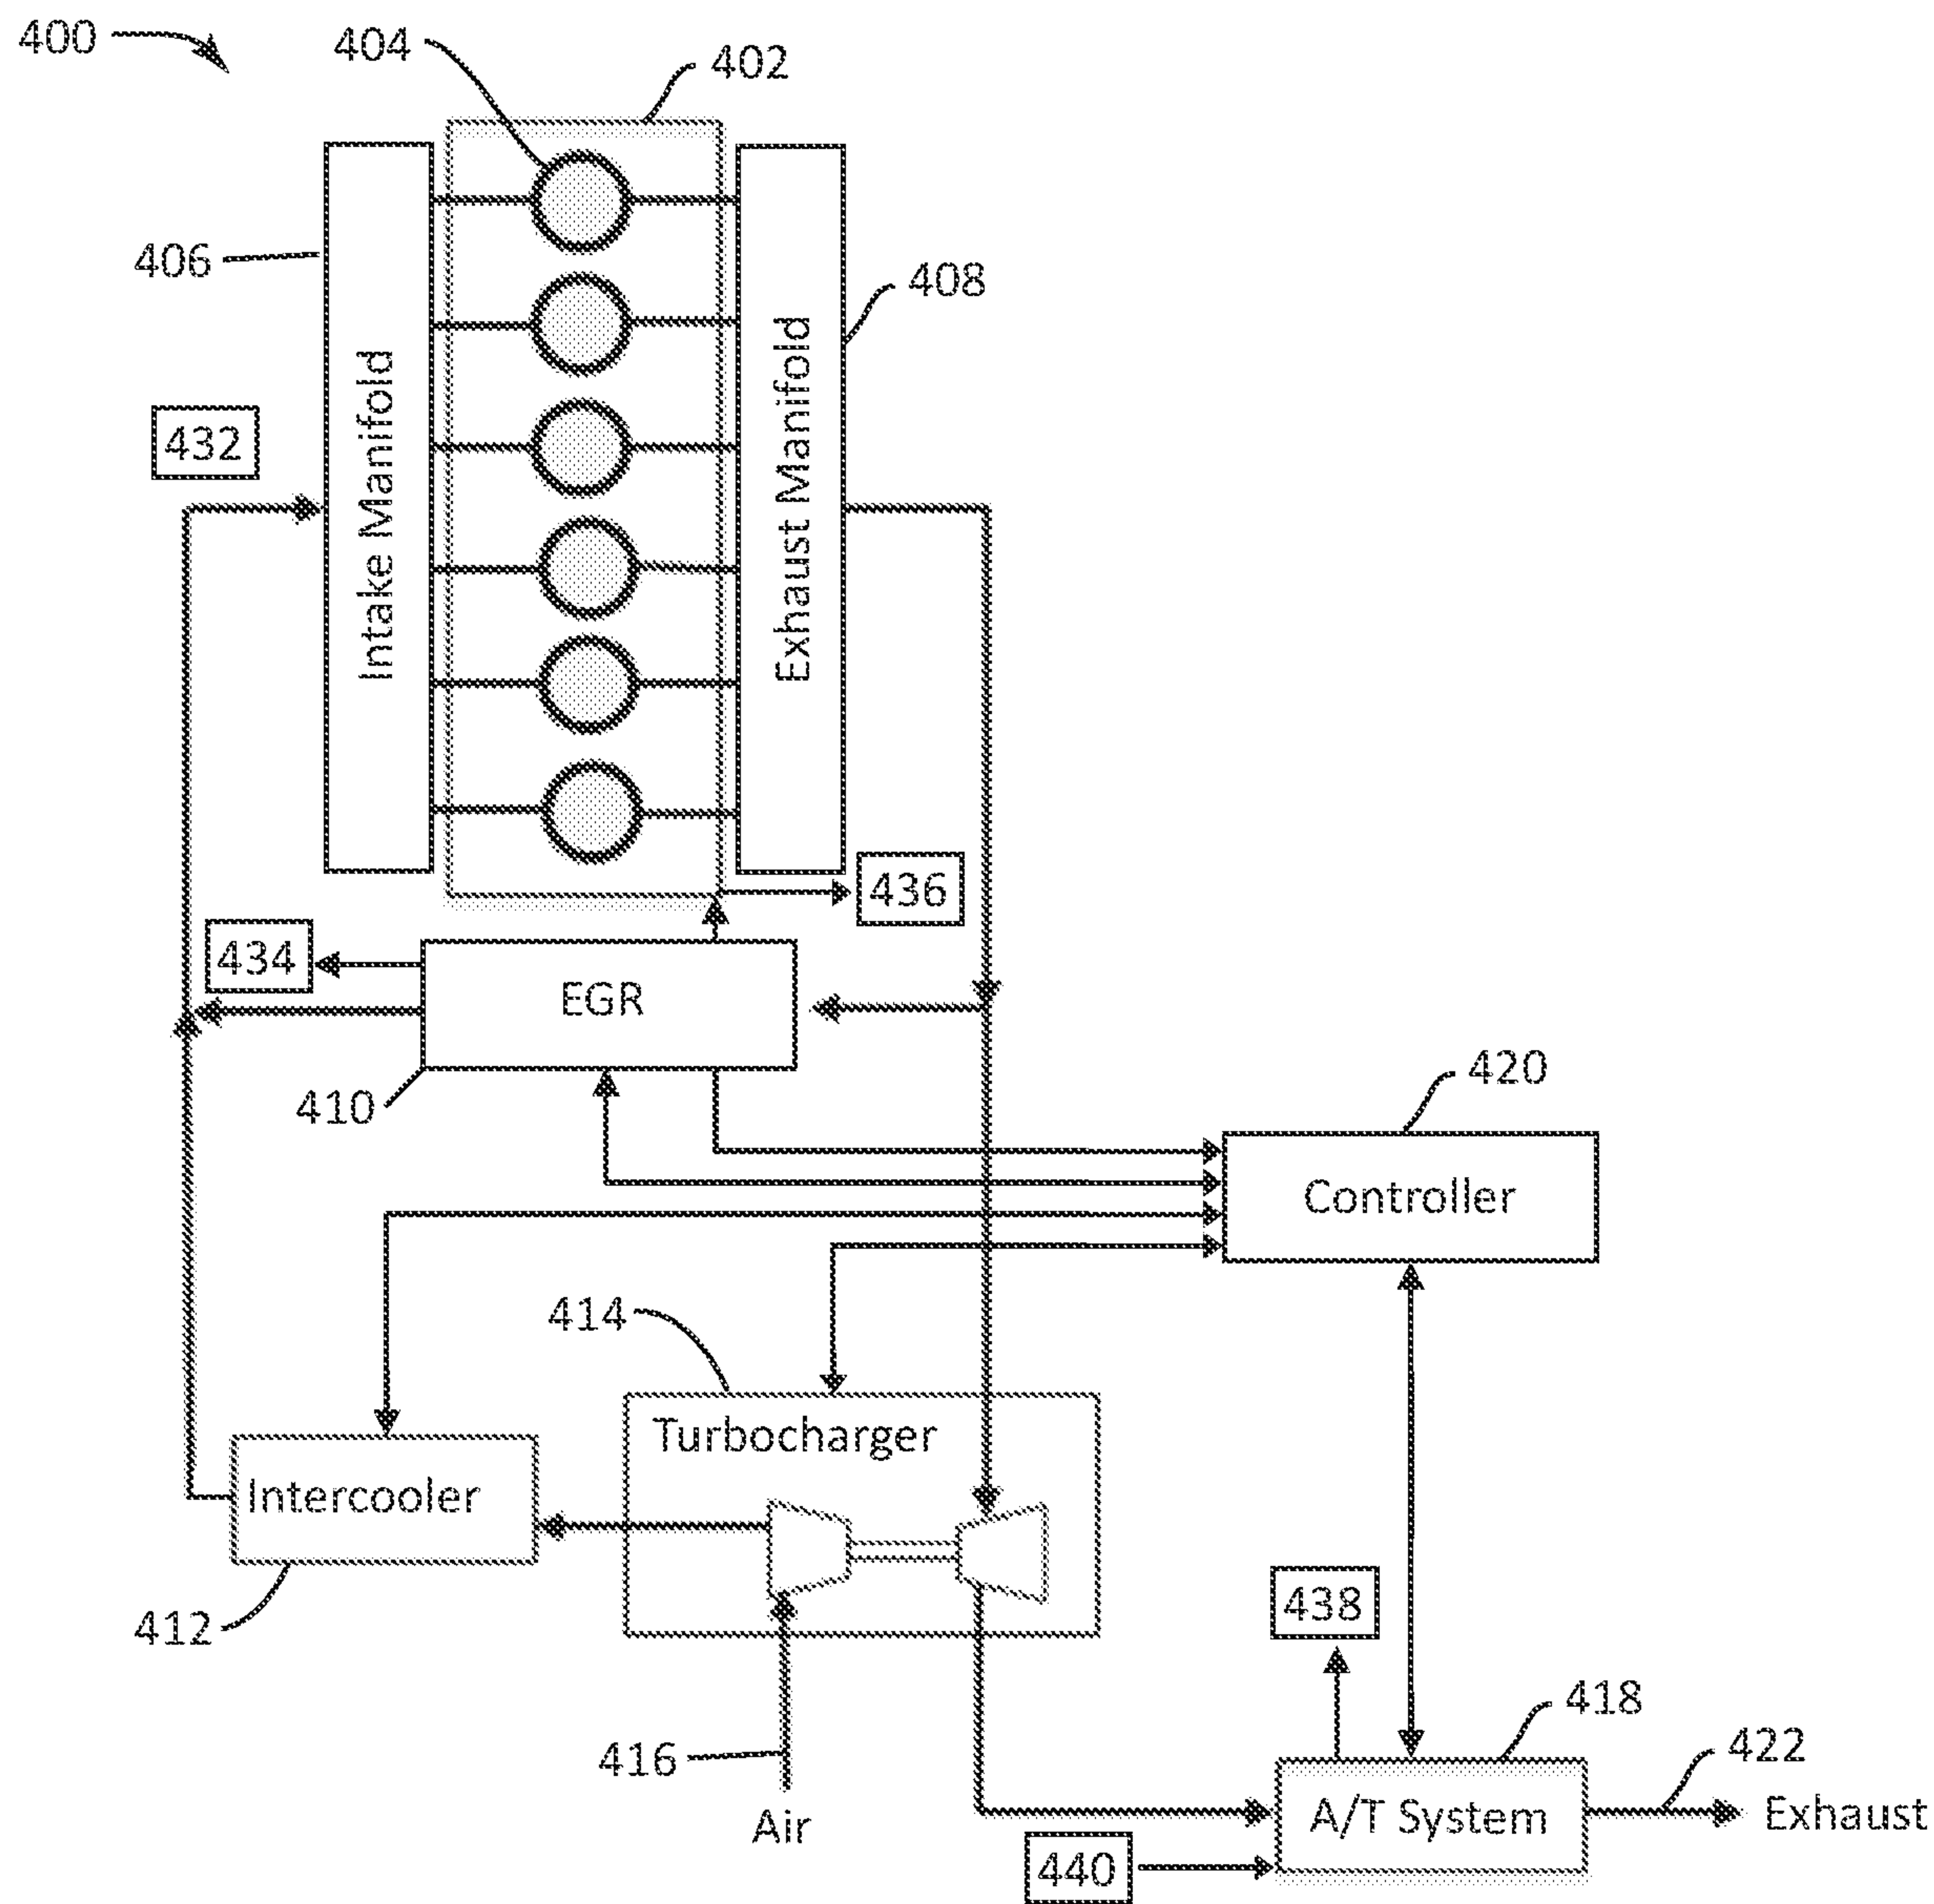 400
404
402
406
408
432
Intake Manifold
Exhaust Manifold
436
434
EGR
410
420
Controller
414
Turbocharger
Intercooler
412
438
416
418
422
Air
A/T System
Exhaust
440